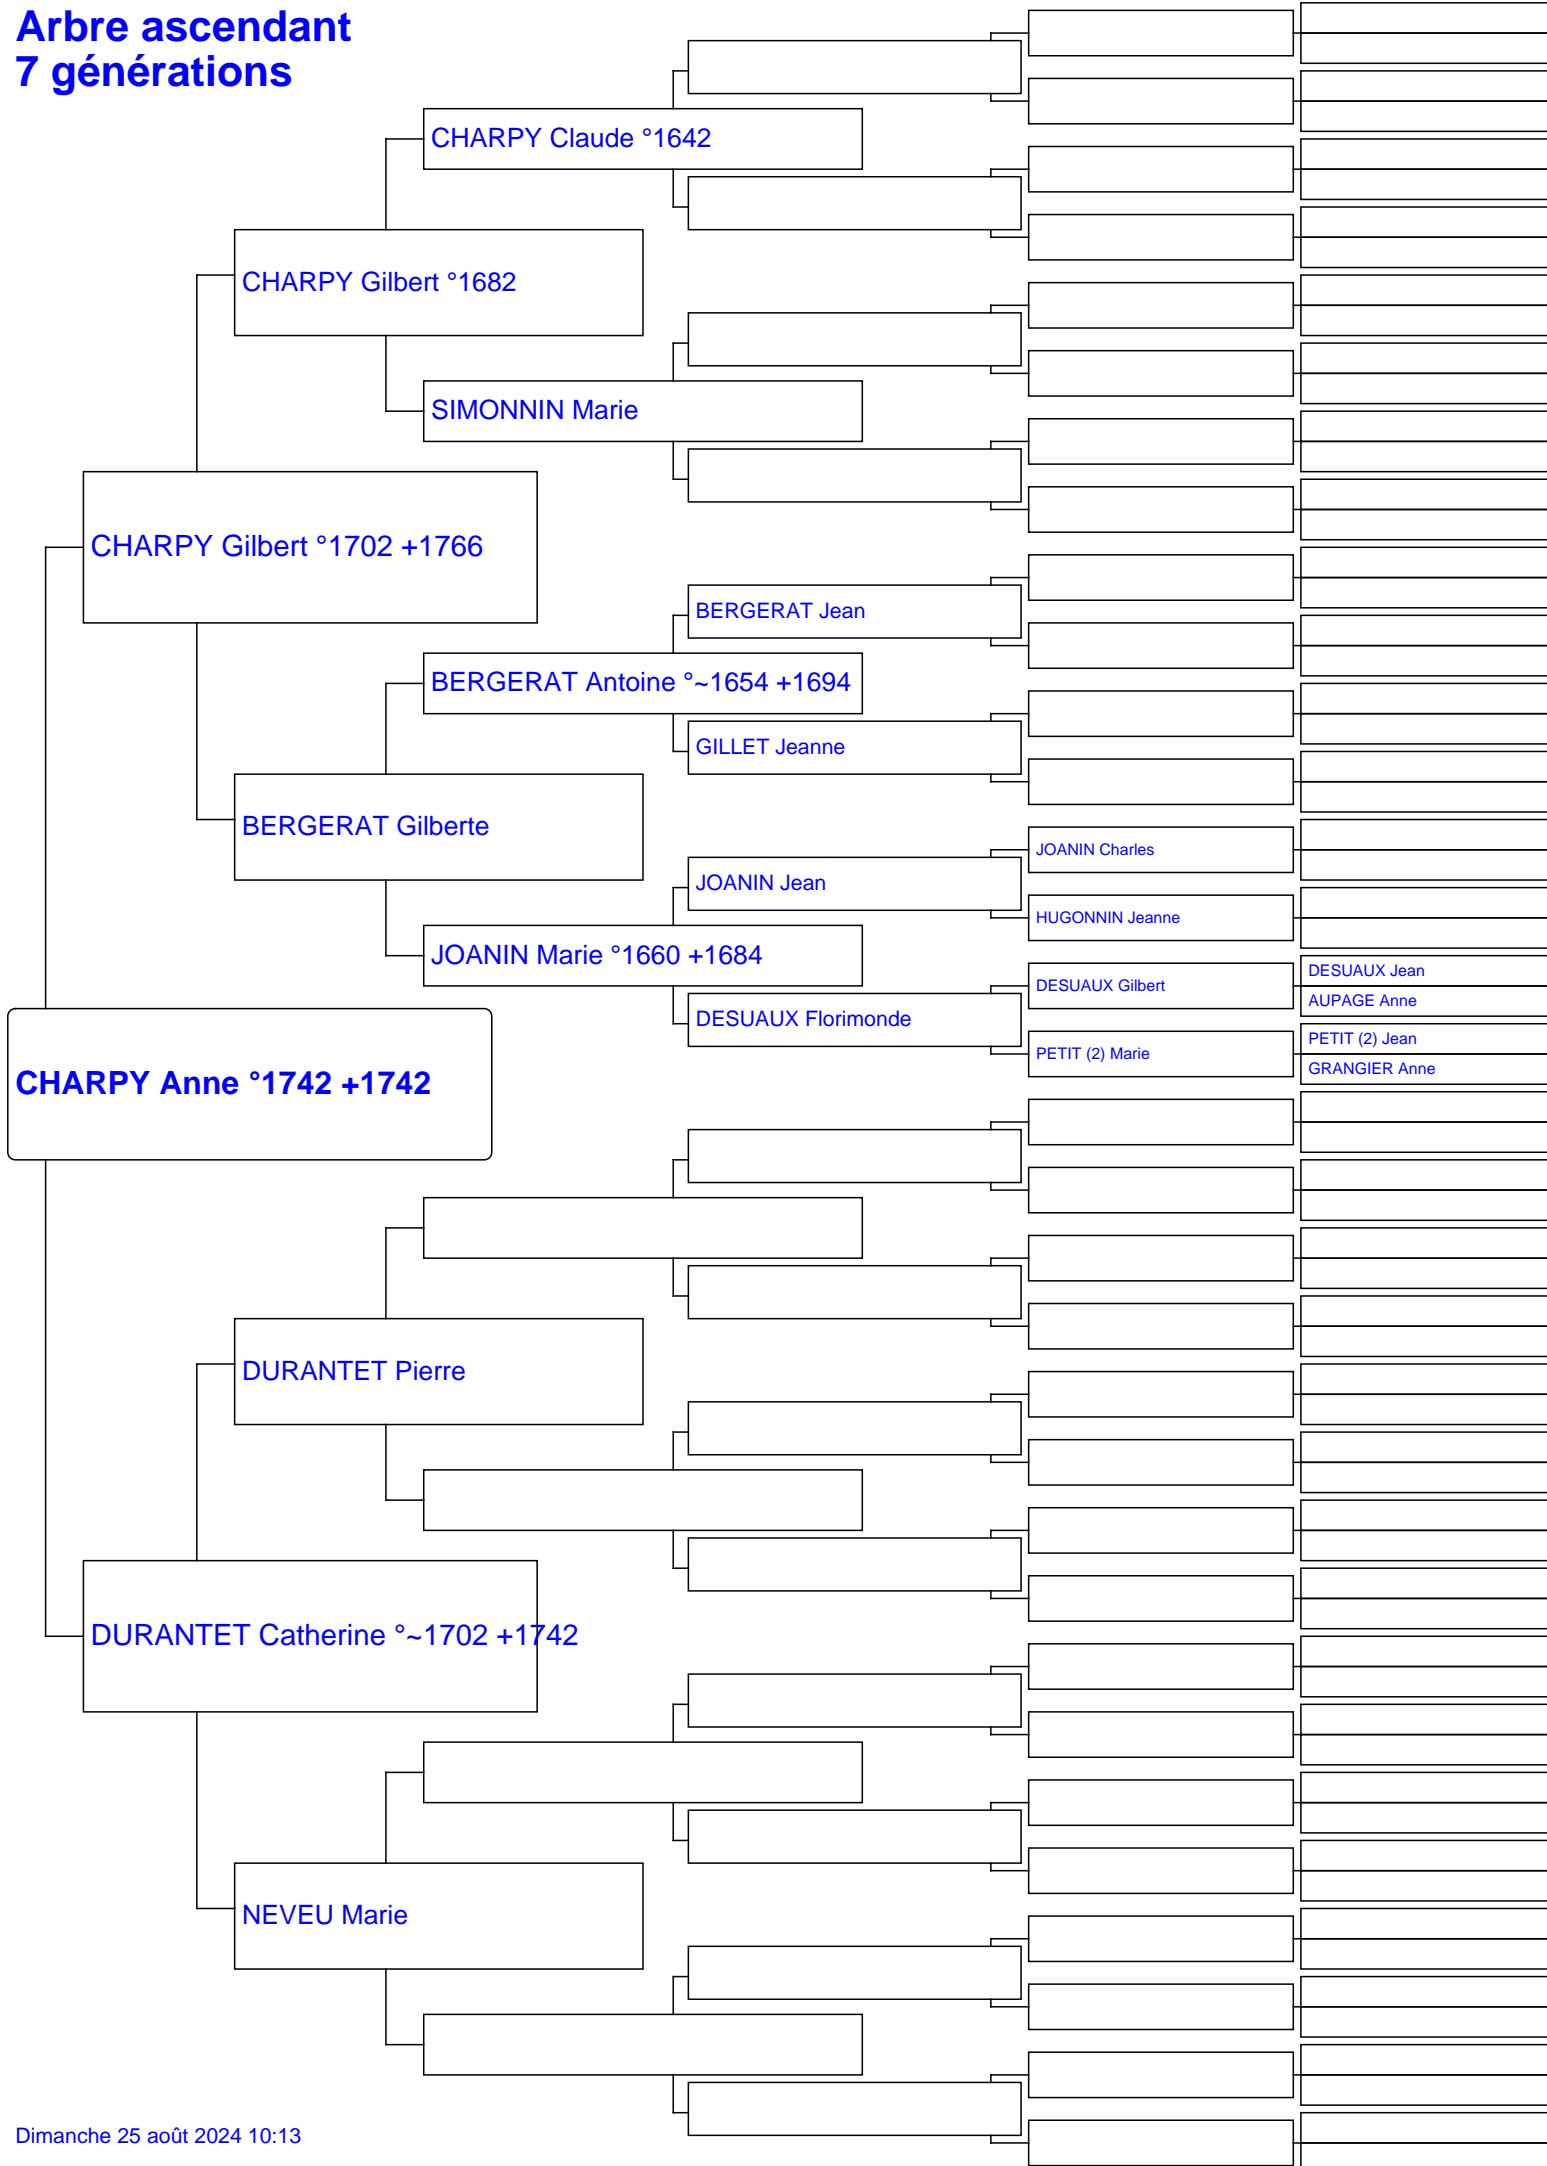 Arbre ascendant
7 générations
CHARPY Claude °1642
CHARPY Gilbert °1682
SIMONNIN Marie
CHARPY Gilbert °1702 +1766
BERGERAT Jean
BERGERAT Antoine °~1654 +1694
GILLET Jeanne
BERGERAT Gilberte
JOANIN Charles
JOANIN Jean
HUGONNIN Jeanne
JOANIN Marie °1660 +1684
DESUAUX Jean
DESUAUX Gilbert
AUPAGE Anne
DESUAUX Florimonde
PETIT (2) Jean
PETIT (2) Marie
GRANGIER Anne
CHARPY Anne °1742 +1742
DURANTET Pierre
DURANTET Catherine °~1702 +1742
NEVEU Marie
Dimanche 25 août 2024 10:13